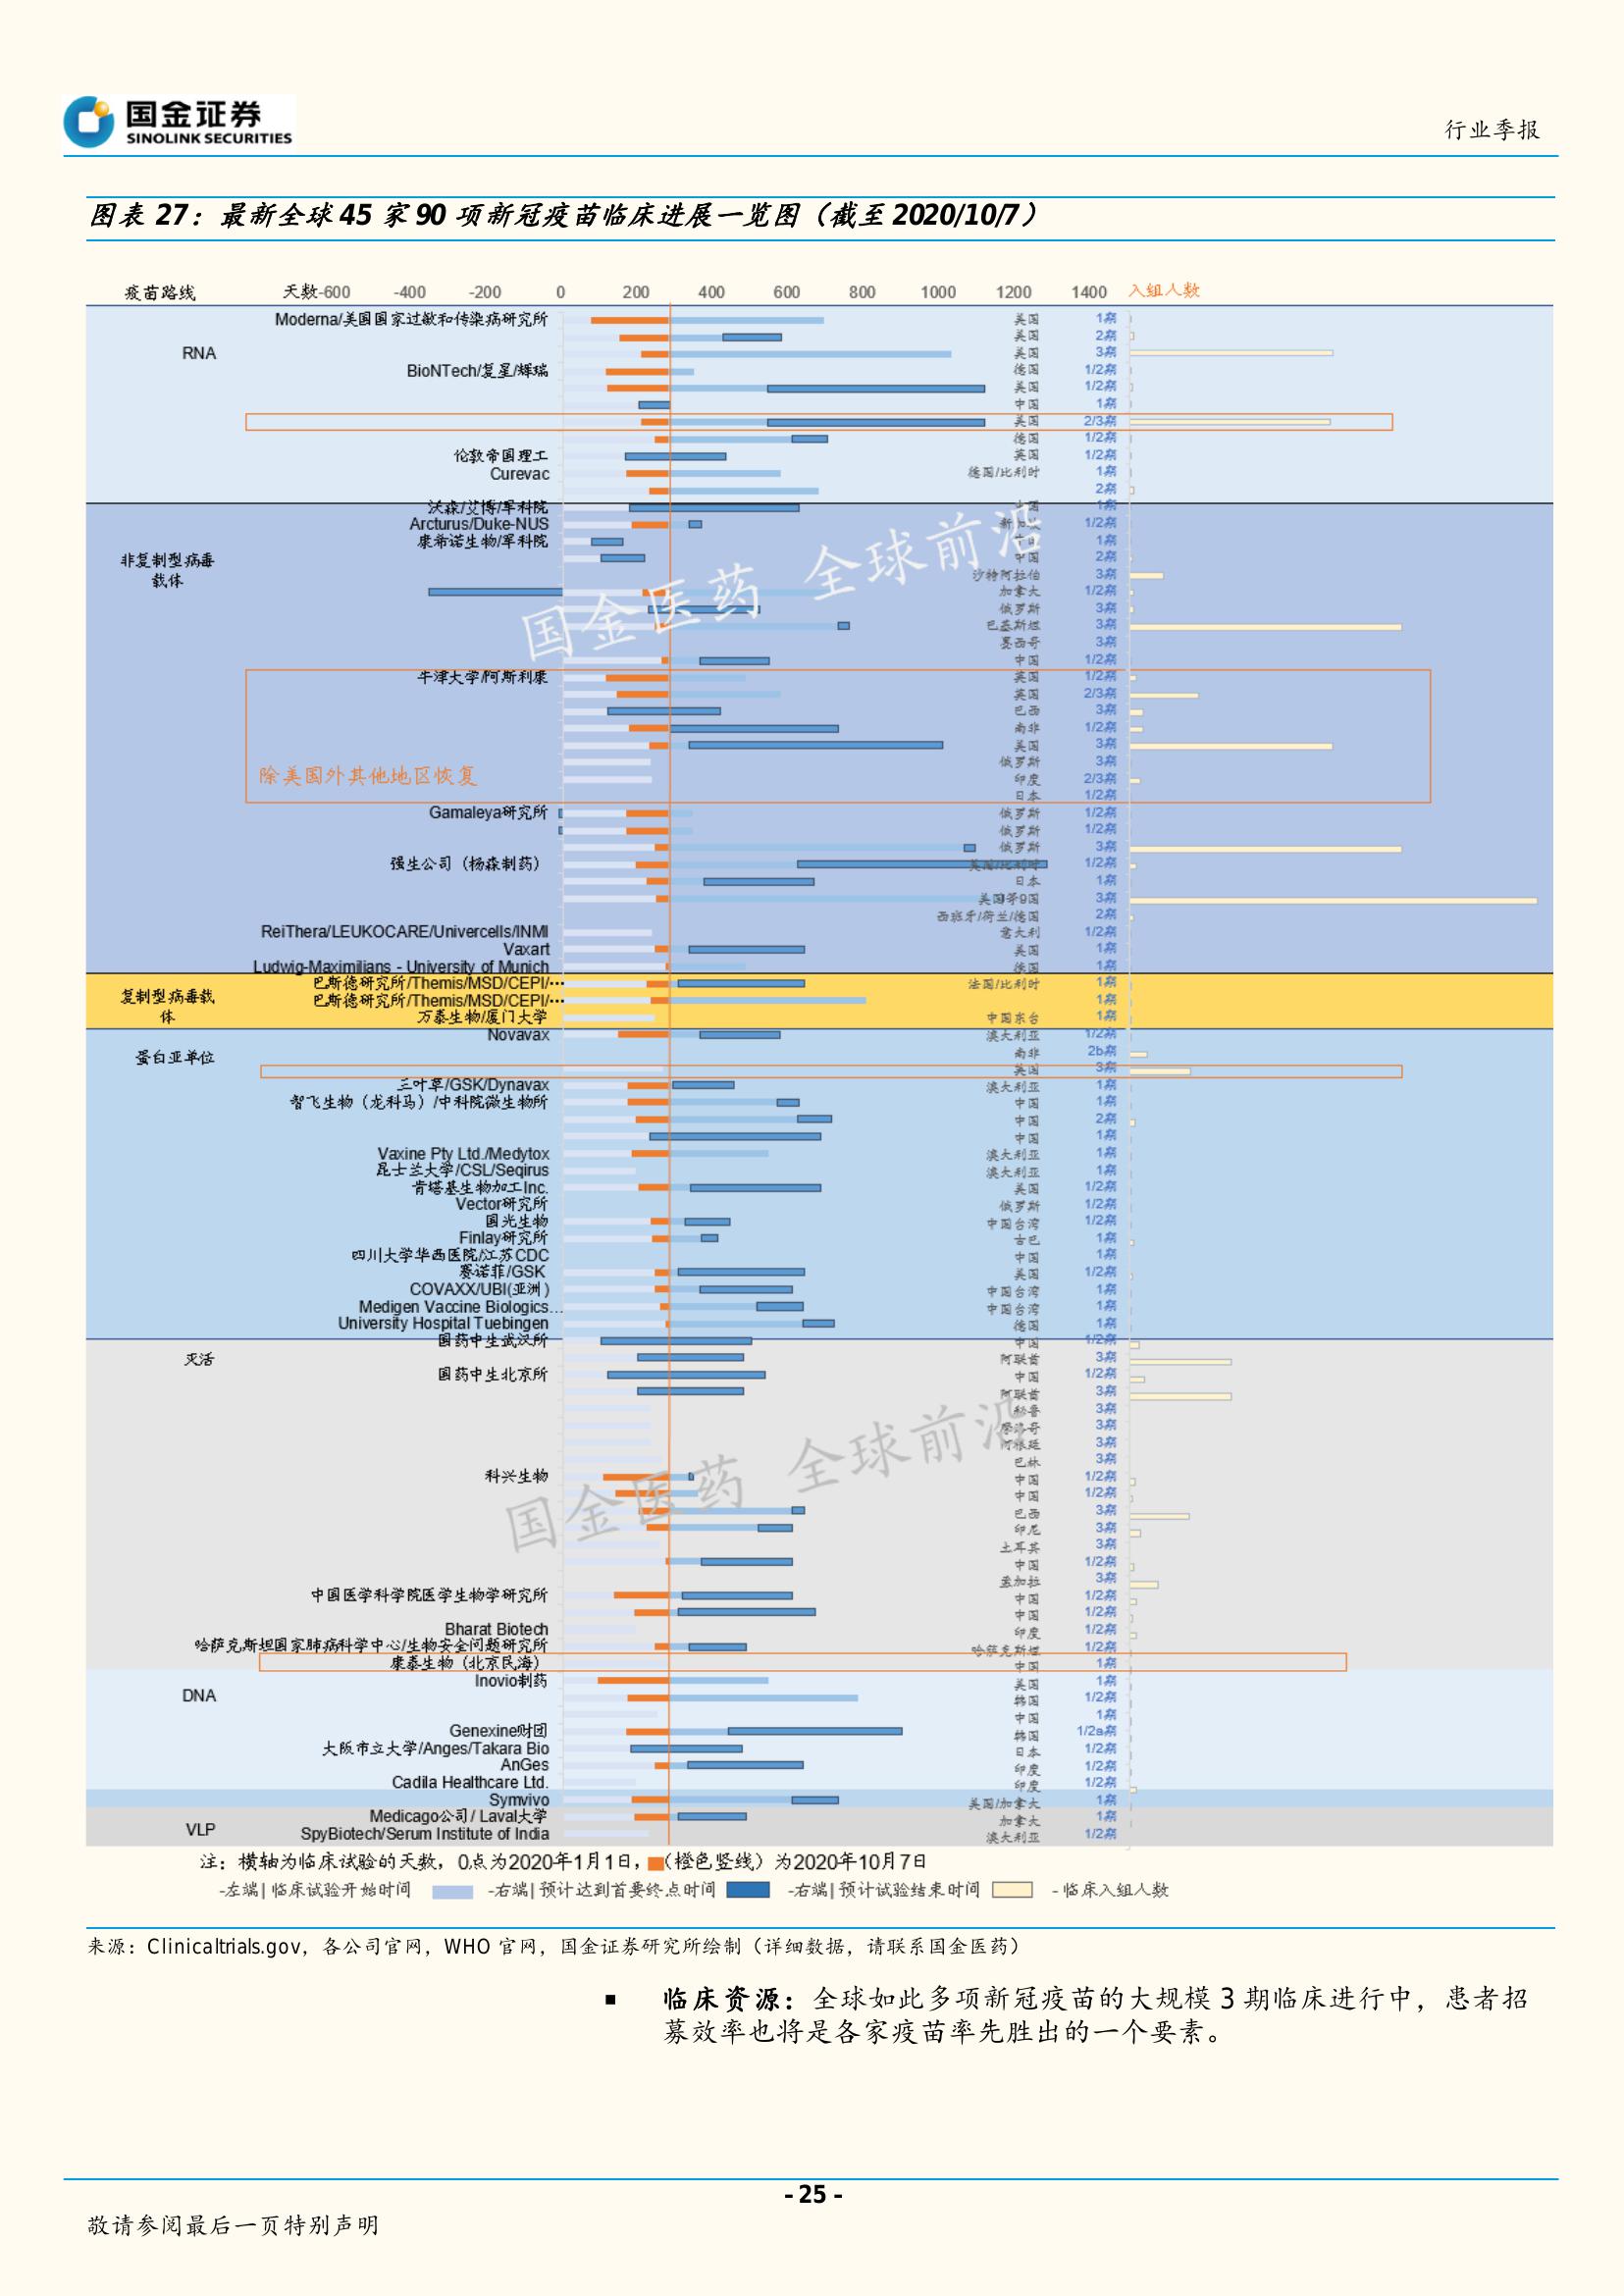 国金证券
SINOLINK SECURITIES
行业季报
图表 27：最新全球 45 家 90 项新冠疫苗临床进展一览图（截至 2020/10/7）
疫苗路线 天数-600 -400 -200 0 200 400 600 800 1000 1200 1400 入组人数
Moderna/美国国家过敏和传染病研究所 美国 1期
美国 2期
RNA 美国 3期
BioNTech/复星/辉瑞 德国 1/2期
美国 1/2期
中国 1期
美国 2/3期
德国 1/2期
伦敦帝国理工 英国 1/2期
Curevac 德国/比利时 1期
2期
沃森/艾博/军科院 中国 1期
Arcturus/Duke-NUS 1/2期
康希诺生物/军科院 1期
非复制型病毒载体 中国 2期
沙特阿拉伯 3期
加拿大 1/2期
俄罗斯 3期
巴基斯坦 3期
墨西哥 3期
中国 1/2期
牛津大学/阿斯利康 英国 1/2期
英国 2/3期
巴西 3期
南非 1/2期
美国 3期
俄罗斯 3期
除美国外其他地区恢复 印度 2/3期
日本 1/2期
Gamaleya研究所 俄罗斯 1/2期
俄罗斯 1/2期
俄罗斯 3期
强生公司（杨森制药） 美国/比利时 1/2期
日本 1期
美国等9国 3期
西班牙/荷兰/德国 2期
ReiThera/LEUKOCARE/Univercells/INMI 意大利 1/2期
Vaxart 美国 1期
Ludwig-Maximilians - University of Munich 德国 1期
巴斯德研究所/Themis/MSD/CEPI/… 法国/比利时 1期
复制型病毒载体 巴斯德研究所/Themis/MSD/CEPI/… 1期
万泰生物/厦门大学 中国东台 1期
Novavax 澳大利亚 1/2期
蛋白亚单位 南非 2b期
英国 3期
三叶草/GSK/Dynavax 澳大利亚 1期
智飞生物（龙科马）/中科院微生物所 中国 1期
中国 2期
中国 1期
Vaxine Pty Ltd./Medytox 澳大利亚 1期
昆士兰大学/CSL/Seqirus 澳大利亚 1期
肯塔基生物加工Inc. 美国 1/2期
Vector研究所 俄罗斯 1/2期
国光生物 中国台湾 1/2期
Finlay研究所 古巴 1期
四川大学华西医院/江苏CDC 中国 1期
赛诺菲/GSK 美国 1/2期
COVAXX/UBI(亚洲) 中国台湾 1期
Medigen Vaccine Biologics… 中国台湾 1期
University Hospital Tuebingen 德国 1期
国药中生武汉所 中国 1/2期
灭活 阿联酋 3期
国药中生北京所 中国 1/2期
阿联酋 3期
秘鲁 3期
摩洛哥 3期
阿根廷 3期
巴林 3期
科兴生物 中国 1/2期
中国 1/2期
巴西 3期
印尼 3期
土耳其 3期
中国 1/2期
孟加拉 3期
中国医学科学院医学生物学研究所 中国 1/2期
中国 1/2期
Bharat Biotech 印度 1/2期
哈萨克斯坦国家肺病科学中心/生物安全问题研究所 哈萨克斯坦 1/2期
康泰生物（北京民海） 中国 1期
Inovio制药 美国 1期
DNA 韩国 1/2期
中国 1期
Genexine财团 韩国 1/2a期
大阪市立大学/Anges/Takara Bio 日本 1/2期
AnGes 印度 1/2期
Cadila Healthcare Ltd. 印度 1/2期
Symvivo 美国/加拿大 1期
Medicago公司/ Laval大学 加拿大 1期
VLP SpyBiotech/Serum Institute of India 澳大利亚 1/2期
国金医药 全球前沿
国金医药 全球前沿
注：横轴为临床试验的天数，0点为2020年1月1日，（橙色竖线）为2020年10月7日
-左端| 临床试验开始时间 -右端| 预计达到首要终点时间 -右端| 预计试验结束时间 - 临床入组人数
来源：Clinicaltrials.gov，各公司官网，WHO 官网，国金证券研究所绘制（详细数据，请联系国金医药）
■ 临床资源：全球如此多项新冠疫苗的大规模 3 期临床进行中，患者招
募效率也将是各家疫苗率先胜出的一个要素。
- 25 -
敬请参阅最后一页特别声明